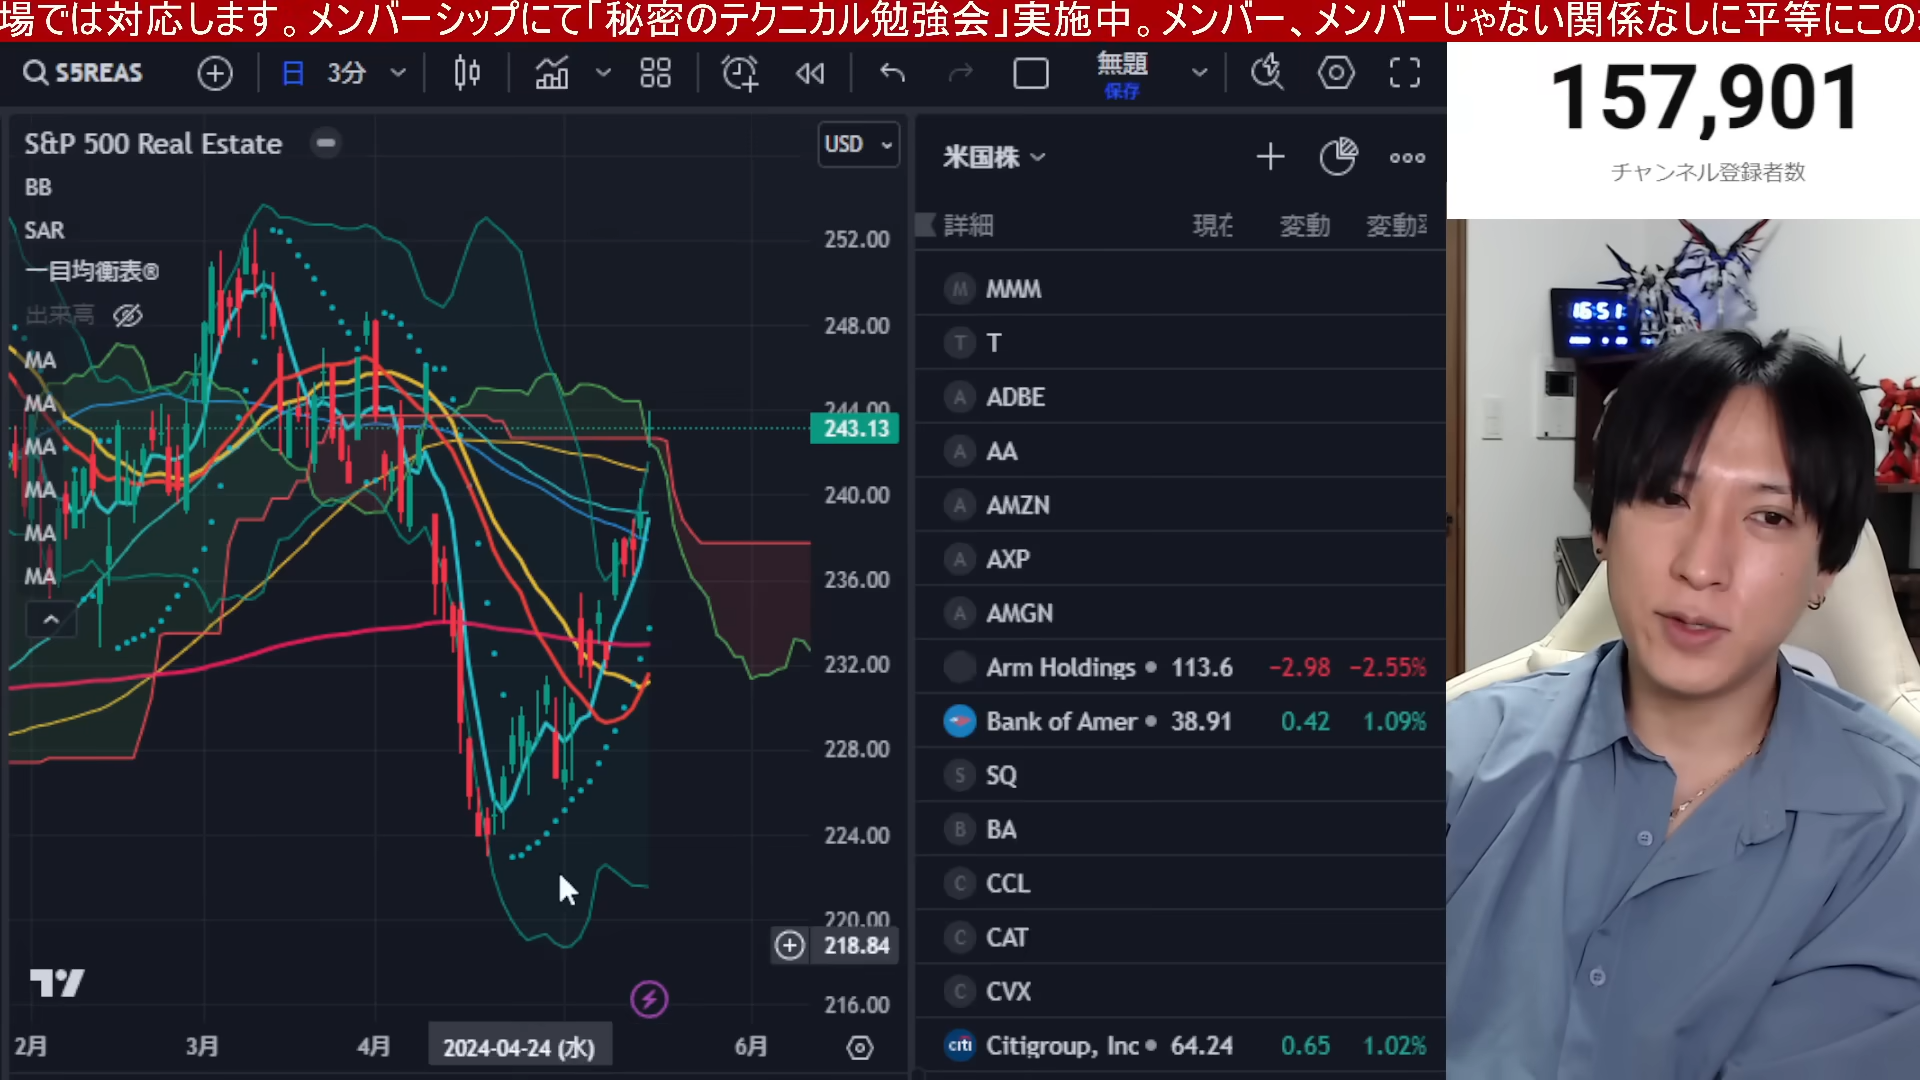 場では対応します。メンバーシップにて「秘密のテクニカル勉強会」実施中。メンバー、メンバーじゃない関係なしに平等にこの
S5REAS
日 3分
無題
保存
157,901
チャンネル登録者数
S&P 500 Real Estate
USD
BB
SAR
一目均衡表®
出来高
MA
MA
MA
MA
MA
MA
252.00
248.00
244.00
243.13
240.00
236.00
232.00
228.00
224.00
220.00
218.84
216.00
2月
3月
4月
2024-04-24 (水)
6月
米国株
詳細 現在 変動 変動率
M MMM
T T
A ADBE
A AA
A AMZN
A AXP
A AMGN
Arm Holdings 113.6 −2.98 −2.55%
Bank of Amer 38.91 0.42 1.09%
S SQ
B BA
C CCL
C CAT
C CVX
citi Citigroup, Inc 64.24 0.65 1.02%
16:51